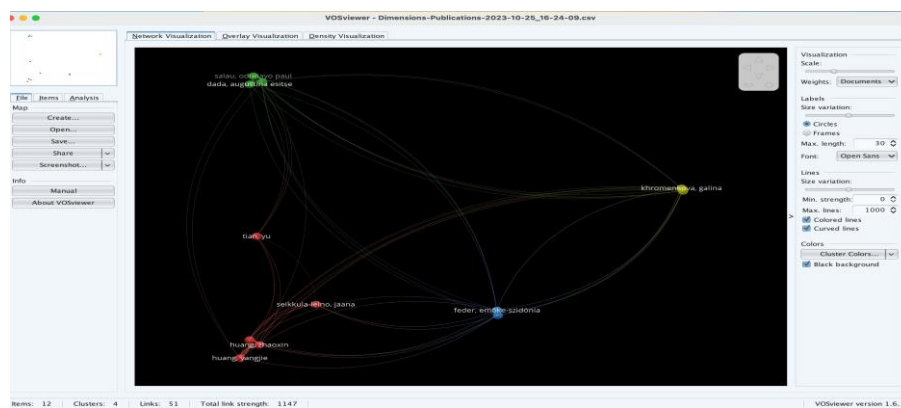 VOSviewer - Dimensions-Publications-2023-10-25_16-24-09.csv
Network Visualization Overlay Visualization Density Visualization
File Items Analysis
Map
Create...
Open...
Save...
Share
Screenshot...
Info
Manual
About VOSviewer
salau, odunayo paul
dada, augustina esitse
khromenkova, galina
tian, yu
seikkula-leino, jaana
feder, emőke-szidónia
huang, zhaoxin
huang, yangjie
Visualization
Scale:
Weights: Documents
Labels
Size variation:
Circles
Frames
Max. length: 30
Font: Open Sans
Lines
Size variation:
Min. strength: 0
Max. lines: 1000
Colored lines
Curved lines
Colors
Cluster Colors...
Black background
>
Items: 12 Clusters: 4 Links: 51 Total link strength: 1147
VOSviewer version 1.6.